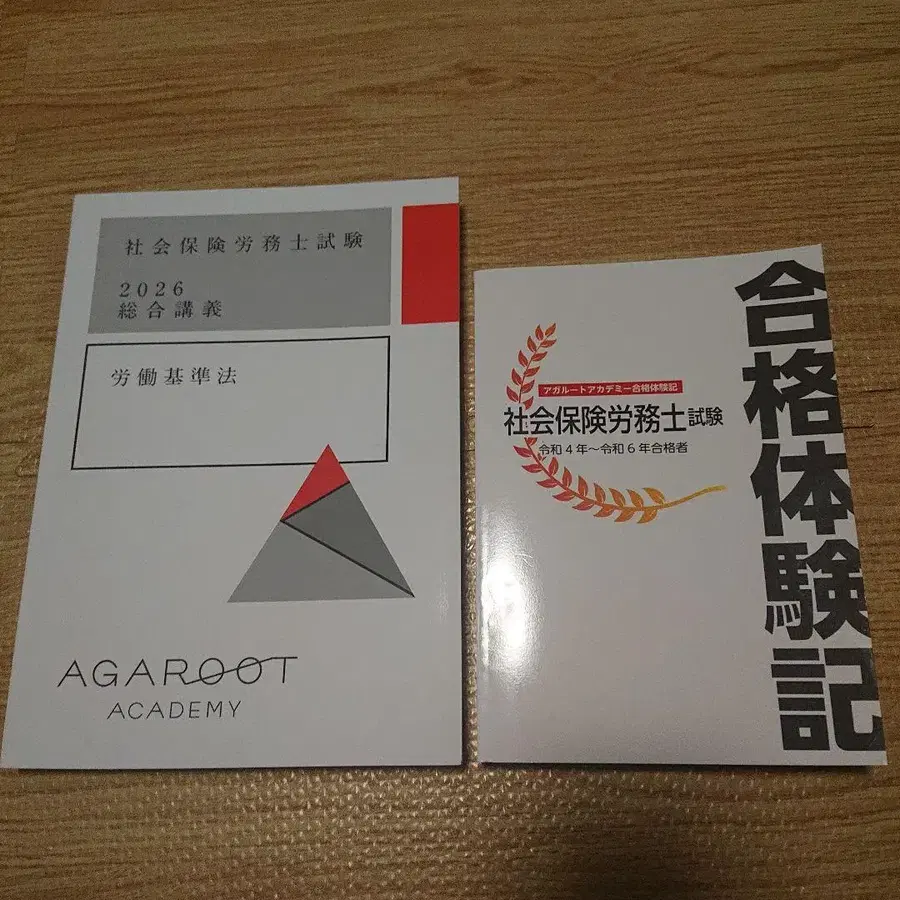 社会保険労務士試験
2026
総合講義
労働基準法
AGAROOT
ACADEMY
アガルートアカデミー合格体験記
社会保険労務士試験
令和4年〜令和6年合格者
合格体験記